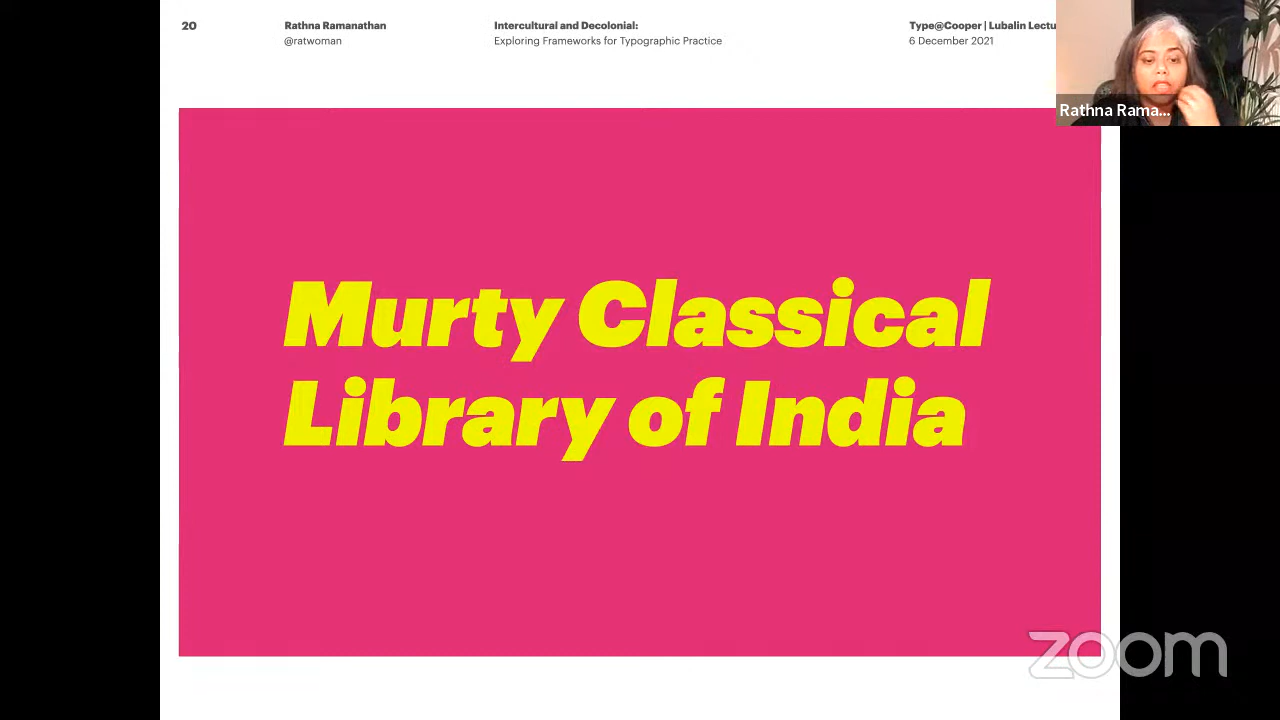 20
Rathna Ramanathan
@ratwoman
Intercultural and Decolonial:
Exploring Frameworks for Typographic Practice
Type@Cooper | Lubalin Lectu
6 December 2021
Rathna Rama...
Murty Classical
Library of India
zoom